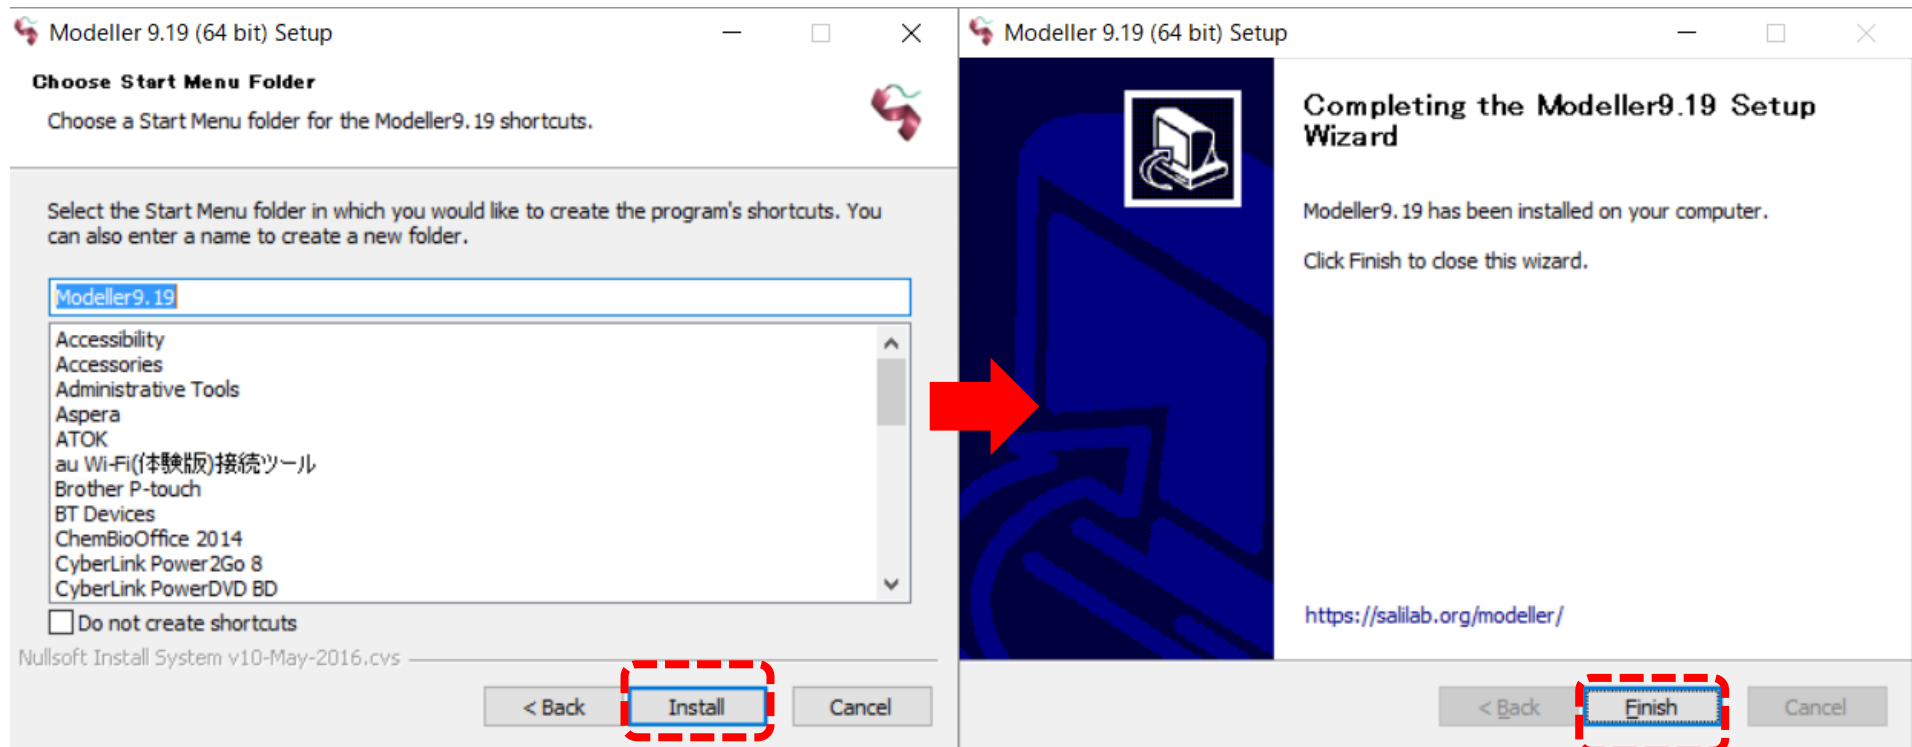 Modeller 9.19 (64 bit) Setup
Choose Start Menu Folder
Choose a Start Menu folder for the Modeller9.19 shortcuts.
Select the Start Menu folder in which you would like to create the program's shortcuts. You
can also enter a name to create a new folder.
Modeller9.19
Accessibility
Accessories
Administrative Tools
Aspera
ATOK
au Wi-Fi(体験版)接続ツール
Brother P-touch
BT Devices
ChemBioOffice 2014
CyberLink Power2Go 8
CyberLink PowerDVD BD
Do not create shortcuts
Nullsoft Install System v10-May-2016.cvs
< Back
Install
Cancel
Modeller 9.19 (64 bit) Setup
Completing the Modeller9.19 Setup
Wizard
Modeller9.19 has been installed on your computer.
Click Finish to close this wizard.
https://salilab.org/modeller/
< Back
Finish
Cancel